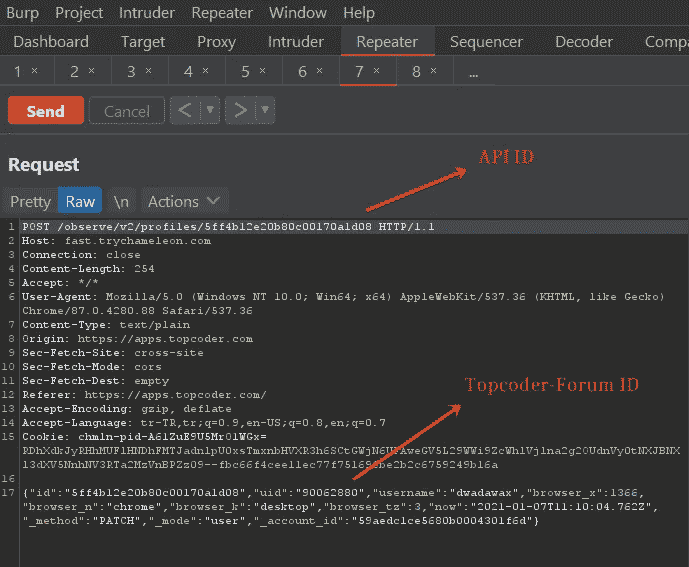 Burp Project Intruder Repeater Window Help
Dashboard Target Proxy Intruder Repeater Sequencer Decoder
1 × 2 × 3 × 4 × 5 × 6 × 7 × 8 × ...
Send Cancel < ▼ > ▼
Request
API ID
Pretty Raw \n Actions
1 POST /observe/v2/profiles/5ff4b12e20b80c00170a1d08 HTTP/1.1
2 Host: fast.trychameleon.com
3 Connection: close
4 Content-Length: 254
5 Accept: */*
6 User-Agent: Mozilla/5.0 (Windows NT 10.0; Win64; x64) AppleWebKit/537.36 (KHTML, like Gecko)
Chrome/87.0.4280.88 Safari/537.36
7 Content-Type: text/plain
8 Origin: https://apps.topcoder.com
9 Sec-Fetch-Site: cross-site
10 Sec-Fetch-Mode: cors
11 Sec-Fetch-Dest: empty
12 Referer: https://apps.topcoder.com/
Topcoder-Forum ID
13 Accept-Encoding: gzip, deflate
14 Accept-Language: tr-TR,tr;q=0.9,en-US;q=0.8,en;q=0.7
15 Cookie:
16
17 {"id":"5ff4b12e20b80c00170a1d08","uid":"90062880","username":"dwadawax","browser_x":1366,
"browser_n":"chrome","browser_k":"desktop","browser_tz":3,"now":"2021-01-07T11:10:04.762Z",
"_method":"PATCH","_mode":"user","_account_id":"59aedc1ce5680b0004301f6d"}